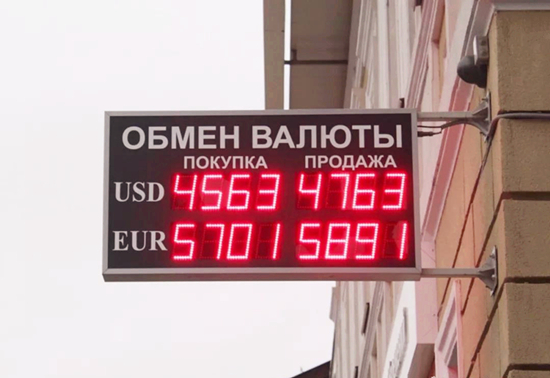 ОБМЕН ВАЛЮТЫ
ПОКУПКА ПРОДАЖА
USD 4563 4763
EUR 5701 5891